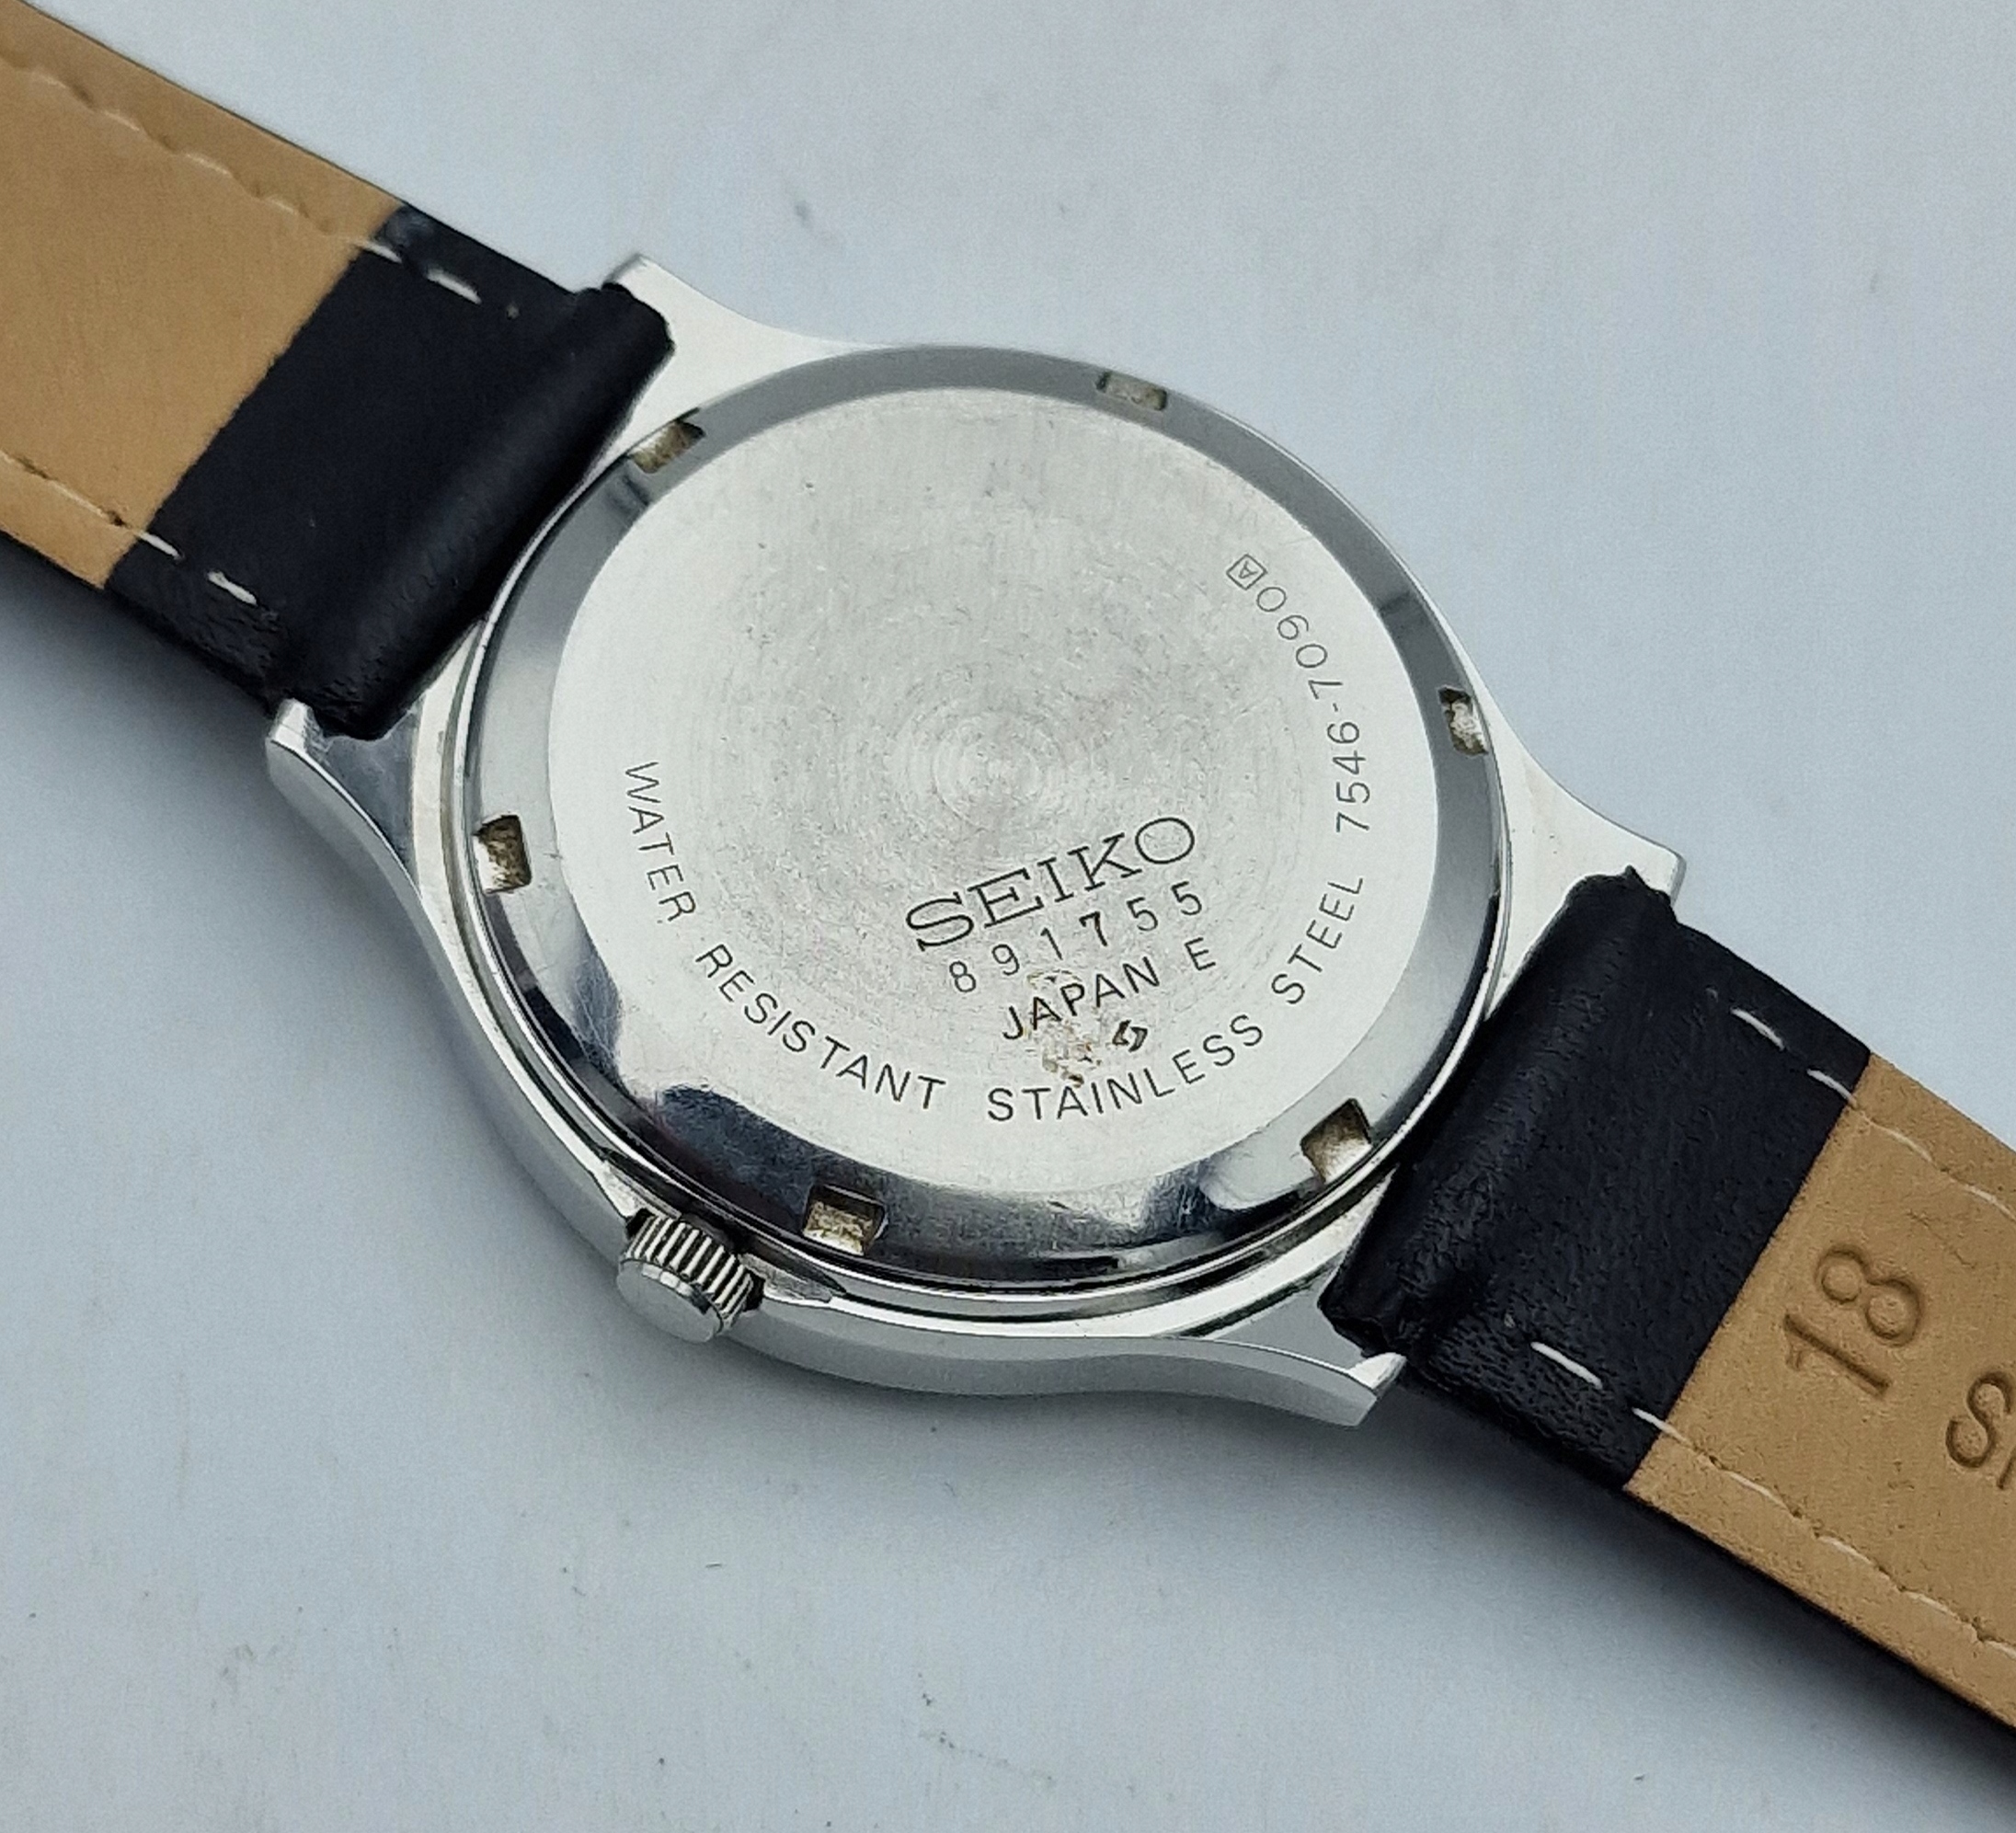 SEIKO
891755
JAPAN E
WATER RESISTANT STAINLESS STEEL 7546-7090 A
18